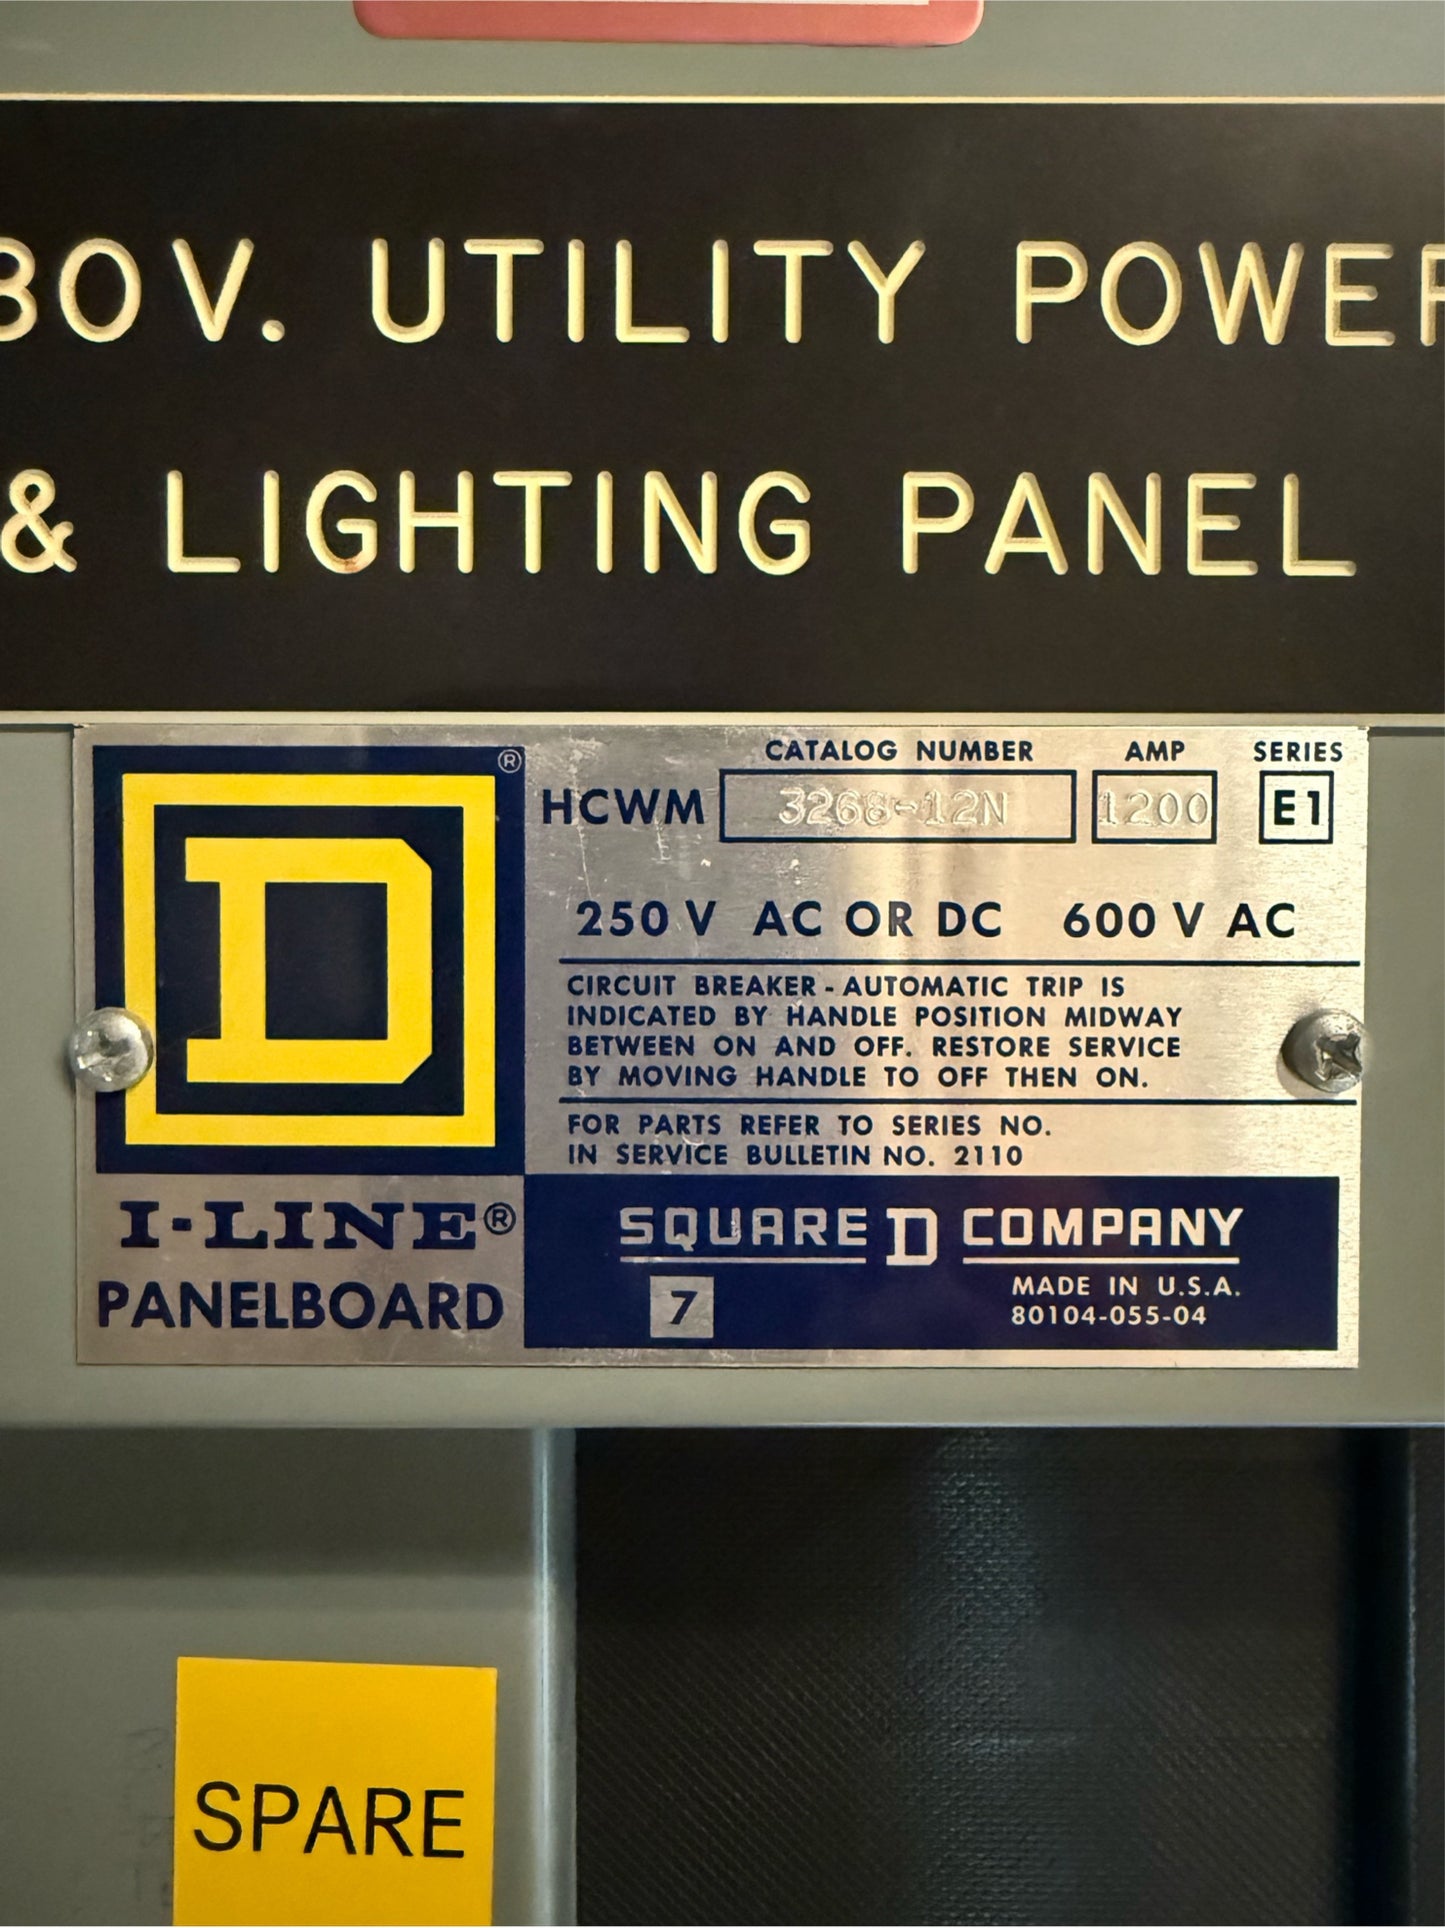 80V. UTILITY POWER
& LIGHTING PANEL
®
CATALOG NUMBER AMP SERIES
HCWM 3268-12N 1200 E1
250 V AC OR DC 600 V AC
CIRCUIT BREAKER - AUTOMATIC TRIP IS
INDICATED BY HANDLE POSITION MIDWAY
BETWEEN ON AND OFF. RESTORE SERVICE
BY MOVING HANDLE TO OFF THEN ON.
FOR PARTS REFER TO SERIES NO.
IN SERVICE BULLETIN NO. 2110
D
I-LINE®
PANELBOARD
SQUARE D COMPANY
7
MADE IN U.S.A.
80104-055-04
SPARE